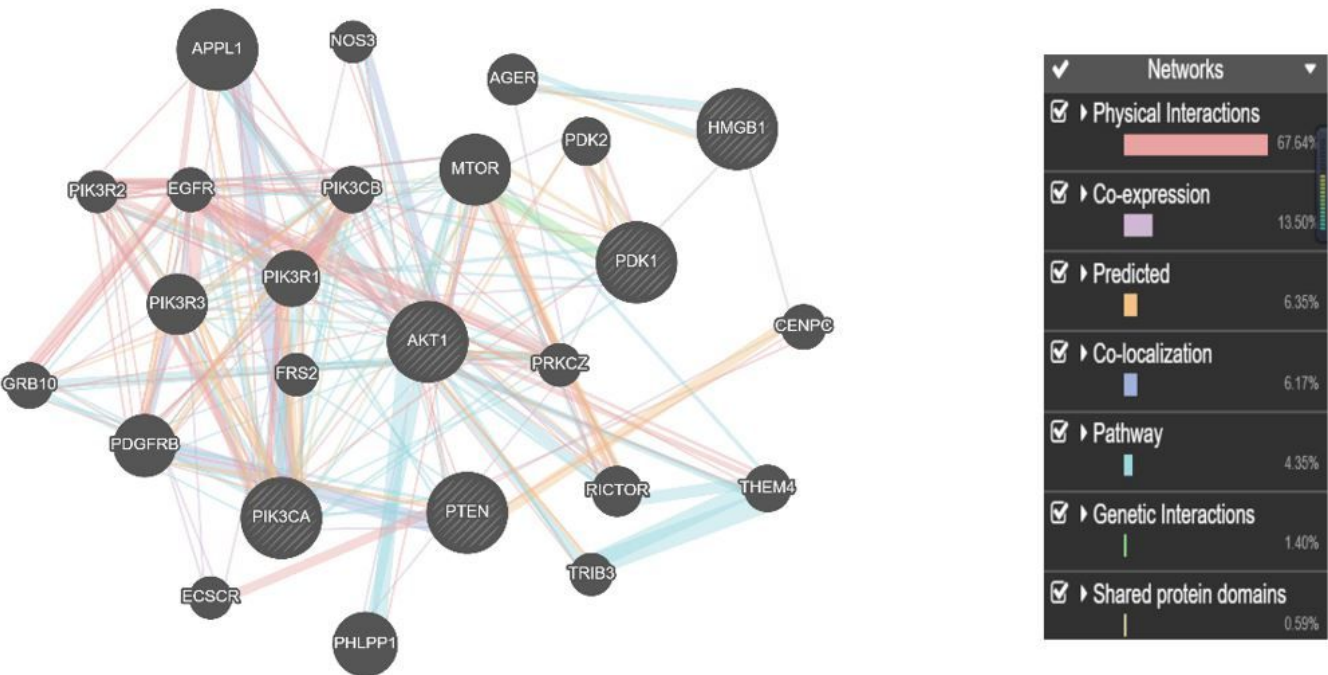 APPL1
NOS3
AGER
HMGB1
PDK2
MTOR
PIK3R2
EGFR
PIK3CB
PDK1
PIK3R1
PIK3R3
CENPC
AKT1
PRKCZ
FRS2
GRB10
PDGFRB
RICTOR
THEM4
PIK3CA
PTEN
TRIB3
ECSCR
PHLPP1
Networks
Physical Interactions
67.64%
Co-expression
13.50%
Predicted
6.35%
Co-localization
6.17%
Pathway
4.35%
Genetic Interactions
1.40%
Shared protein domains
0.59%